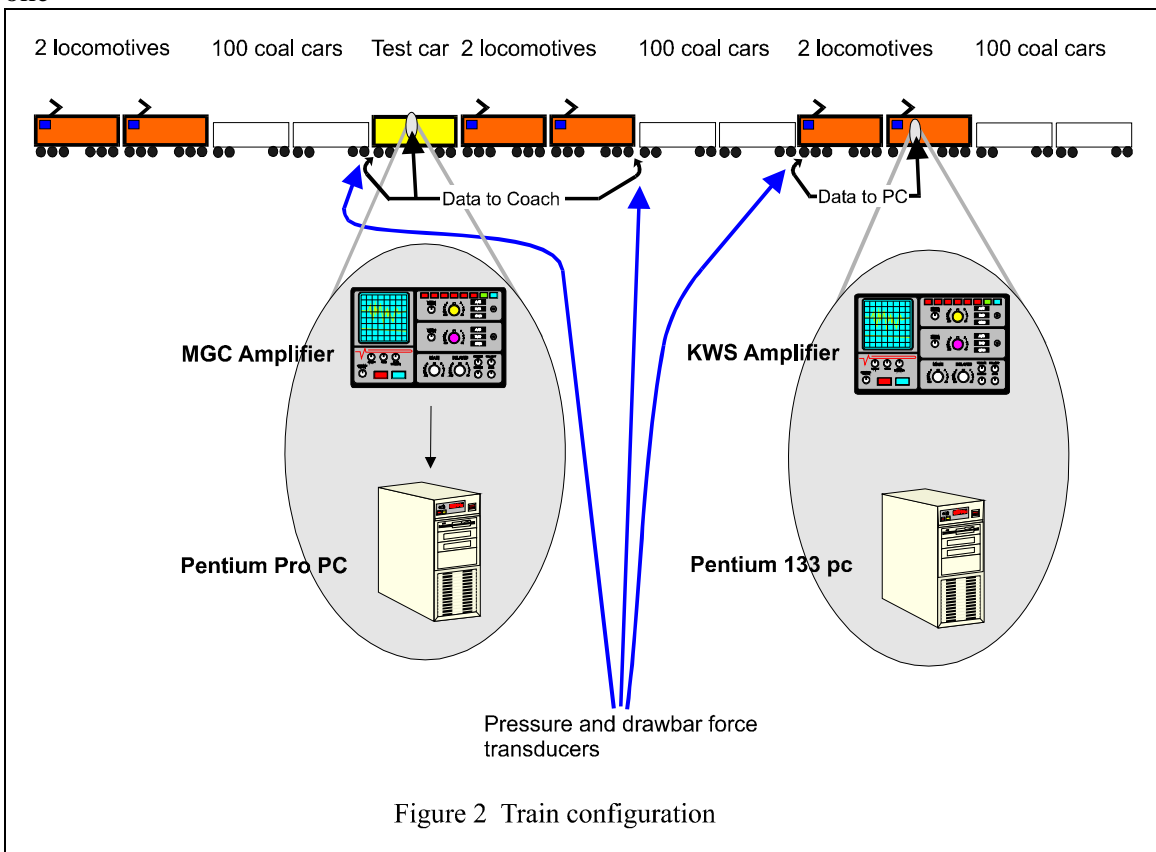 one
2 locomotives 100 coal cars Test car 2 locomotives 100 coal cars 2 locomotives 100 coal cars
Data to Coach Data to PC
MGC Amplifier KWS Amplifier
Pentium Pro PC Pentium 133 pc
Pressure and drawbar force
transducers
Figure 2 Train configuration